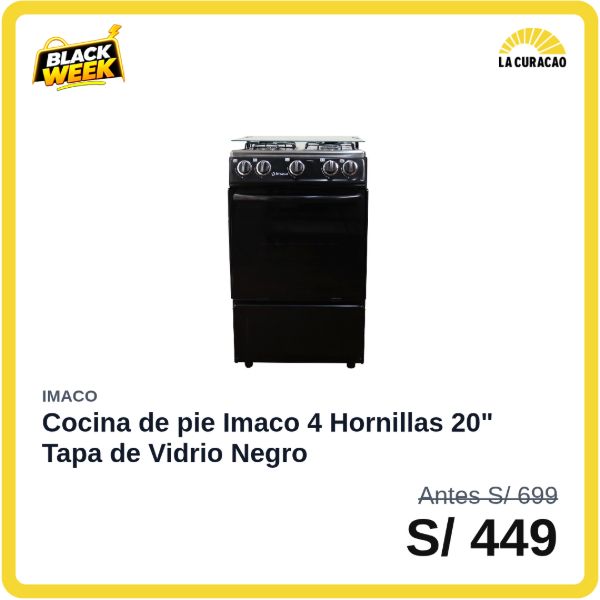 BLACK
WEEK
LA CURACAO
Imaco
IMACO
Cocina de pie Imaco 4 Hornillas 20"
Tapa de Vidrio Negro
Antes S/ 699
S/ 449